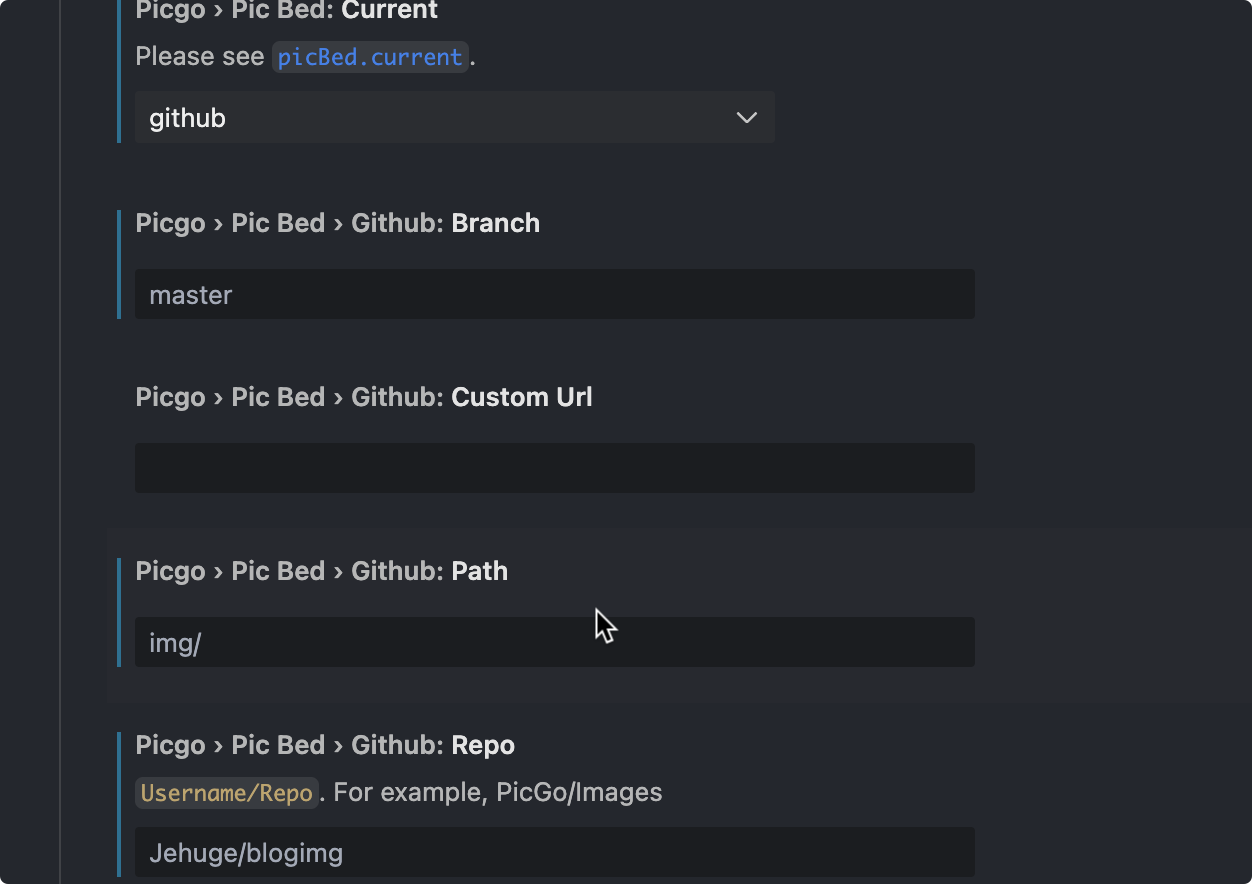 Picgo › Pic Bed: Current
Please see picBed.current.
github
Picgo › Pic Bed › Github: Branch
master
Picgo › Pic Bed › Github: Custom Url
Picgo › Pic Bed › Github: Path
img/
Picgo › Pic Bed › Github: Repo
Username/Repo. For example, PicGo/Images
Jehuge/blogimg